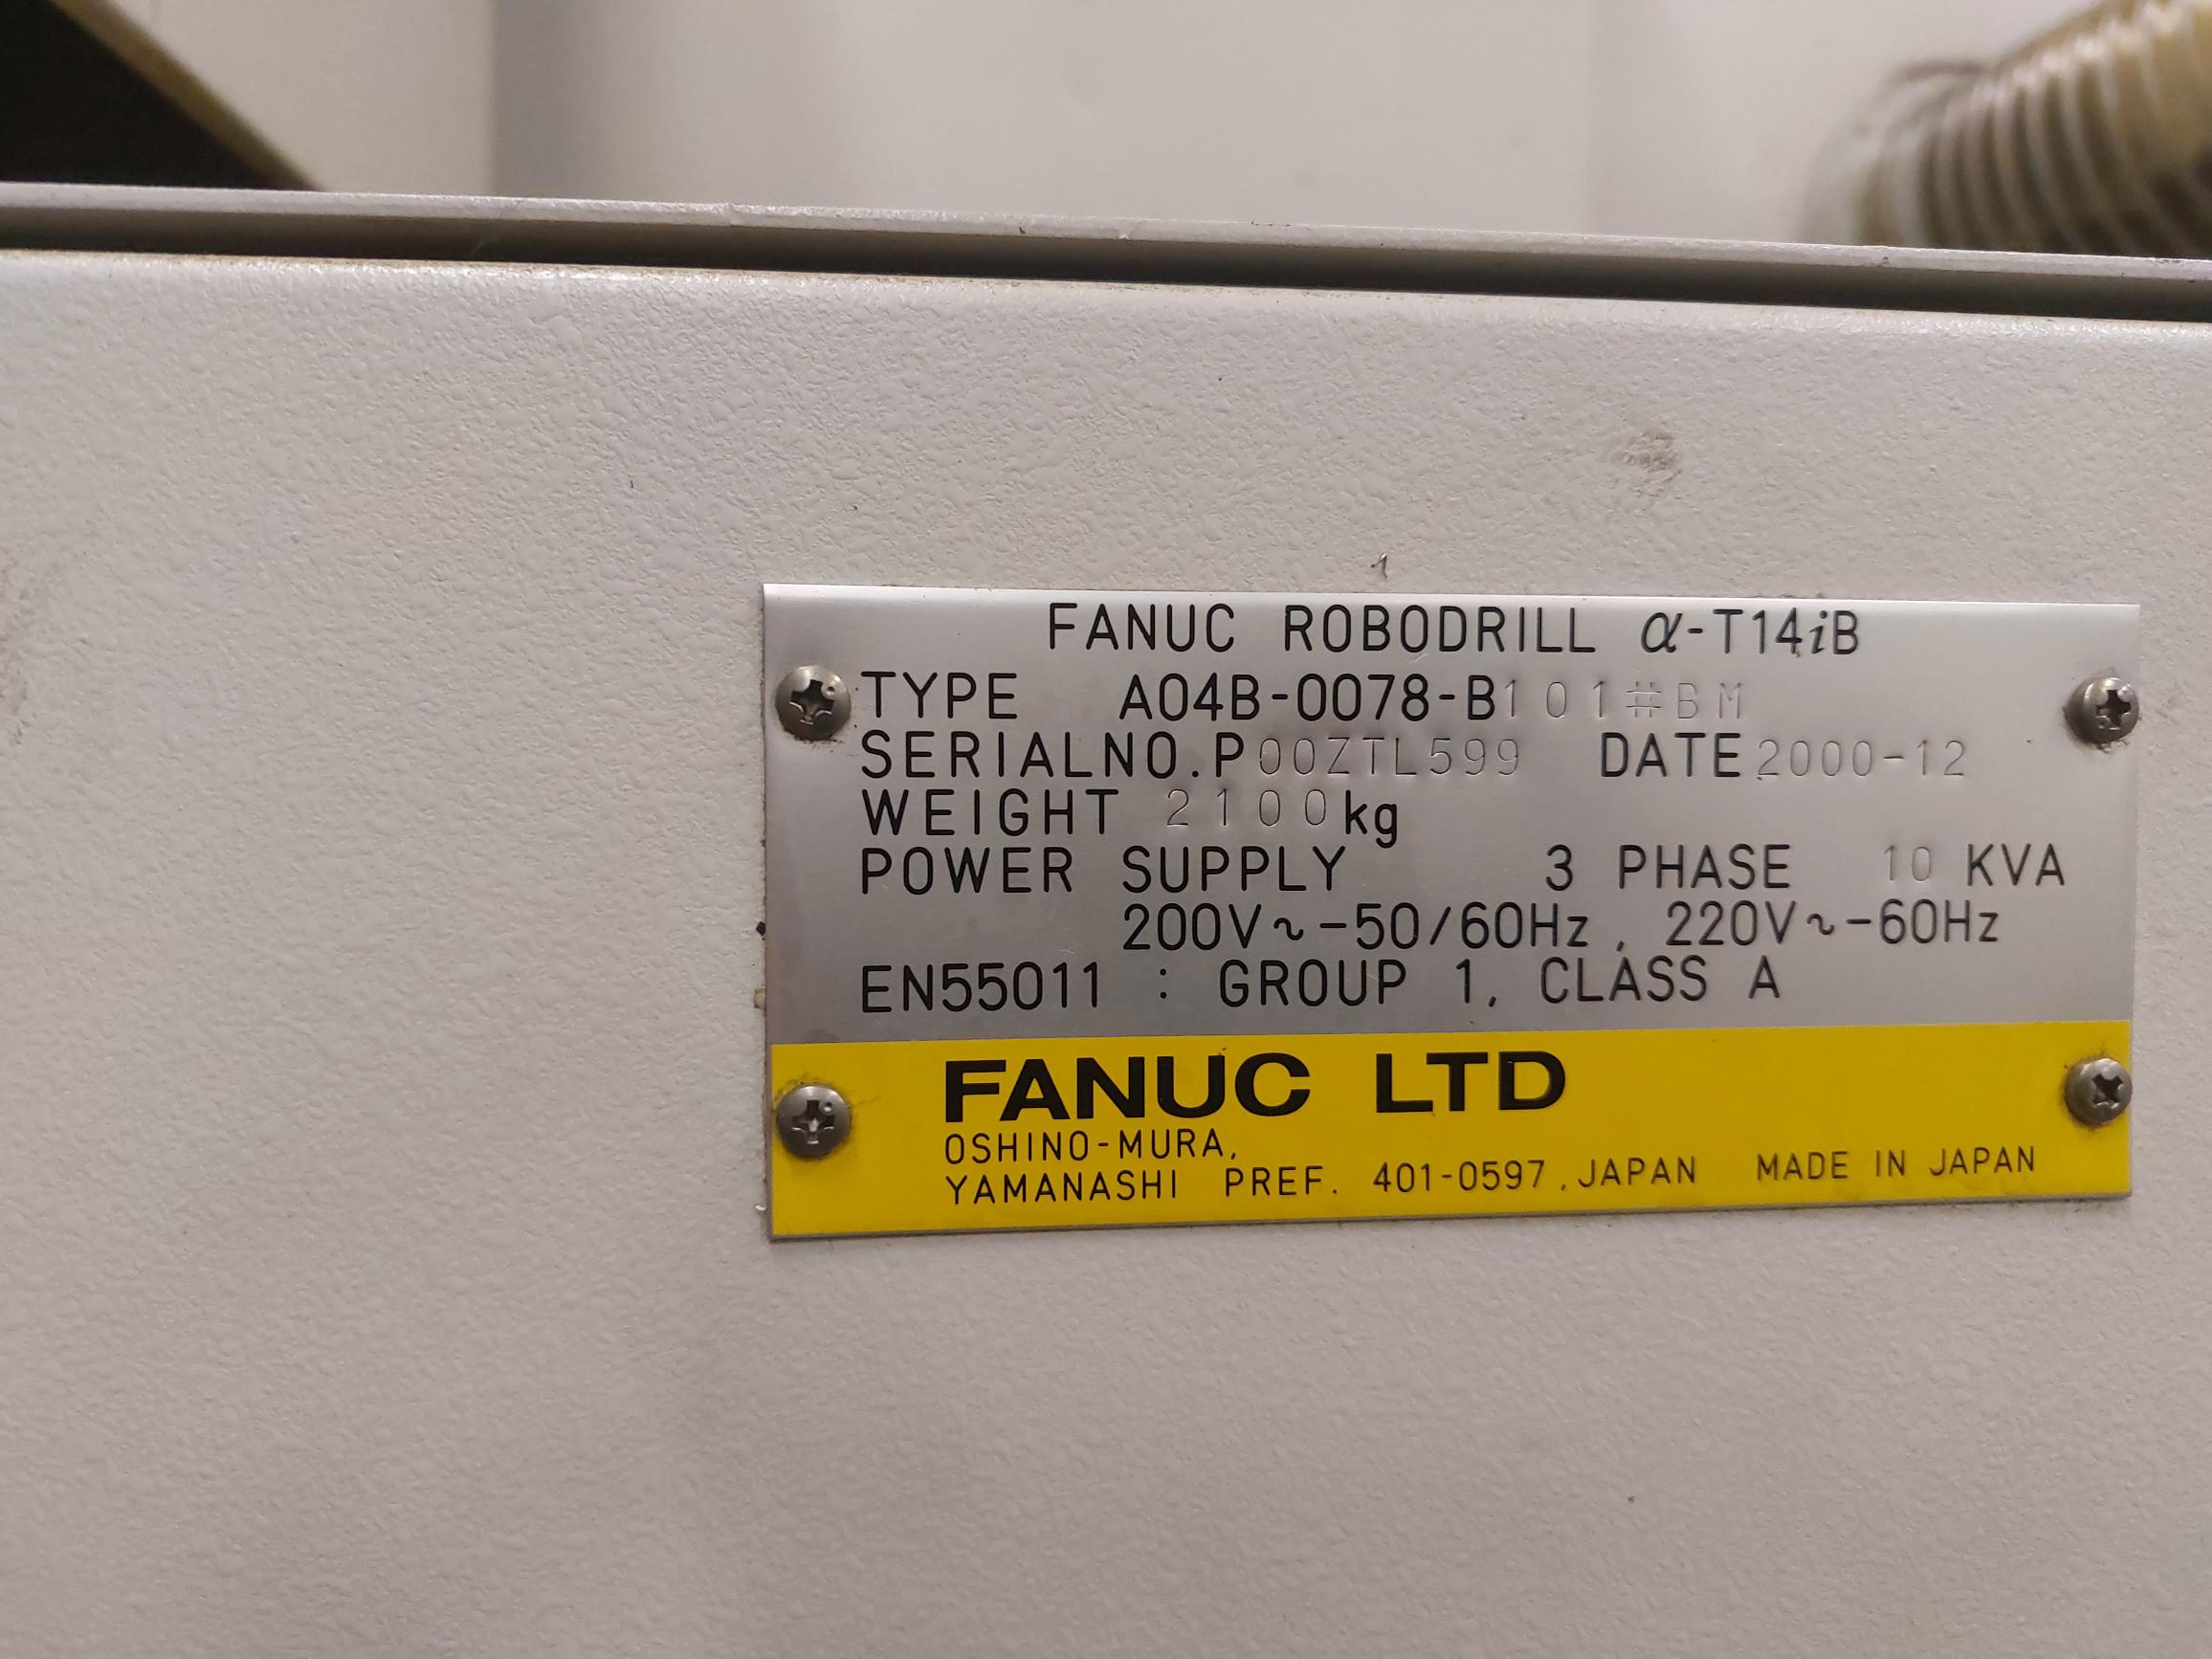 FANUC ROBODRILL α-T14iB
TYPE A04B-0078-B101#BM
SERIALNO.P00ZTL599 DATE 2000-12
WEIGHT 2100kg
POWER SUPPLY 3 PHASE 10 KVA
200V~-50/60Hz, 220V~-60Hz
EN55011 : GROUP 1, CLASS A
FANUC LTD
OSHINO-MURA,
YAMANASHI PREF. 401-0597, JAPAN MADE IN JAPAN